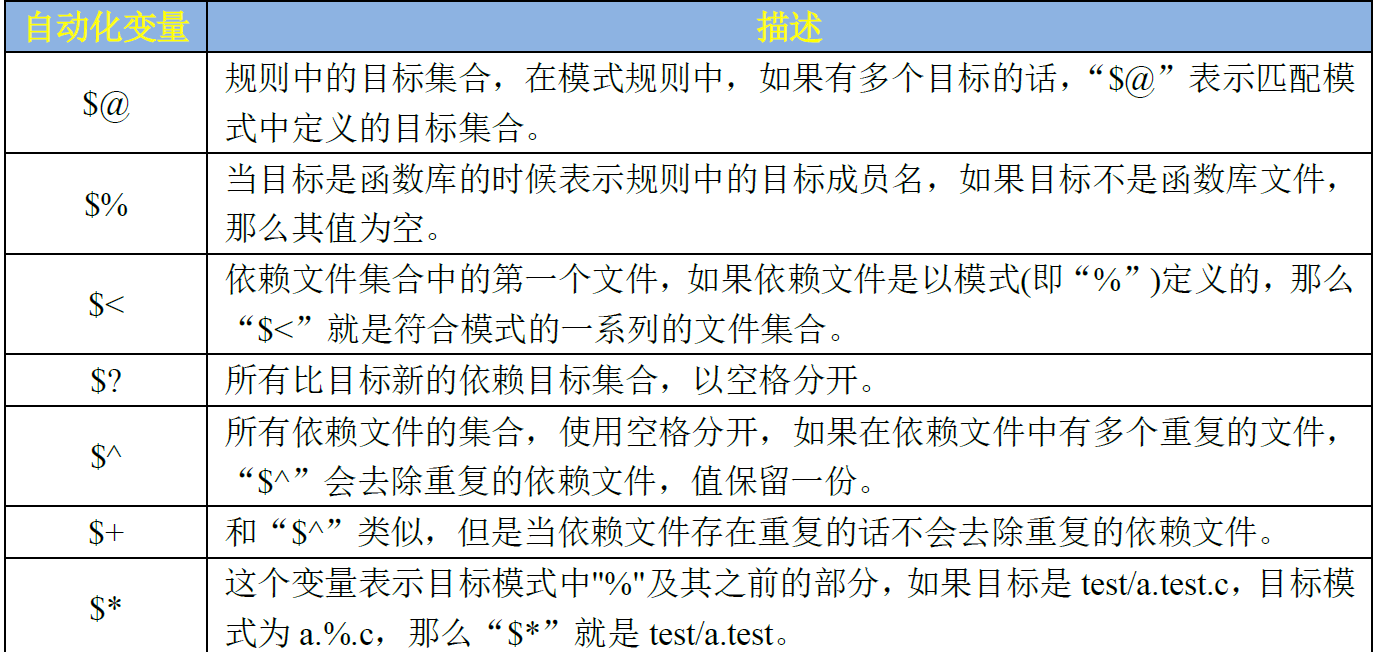 自动化变量 描述
$@ 规则中的目标集合，在模式规则中，如果有多个目标的话，“$@”表示匹配模
式中定义的目标集合。
$% 当目标是函数库的时候表示规则中的目标成员名，如果目标不是函数库文件，
那么其值为空。
$< 依赖文件集合中的第一个文件，如果依赖文件是以模式(即“%”)定义的，那么
“$<”就是符合模式的一系列的文件集合。
$? 所有比目标新的依赖目标集合，以空格分开。
$^ 所有依赖文件的集合，使用空格分开，如果在依赖文件中有多个重复的文件，
“$^”会去除重复的依赖文件，值保留一份。
$+ 和“$^”类似，但是当依赖文件存在重复的话不会去除重复的依赖文件。
$* 这个变量表示目标模式中"%"及其之前的部分，如果目标是 test/a.test.c，目标模
式为 a.%.c，那么“$*”就是 test/a.test。